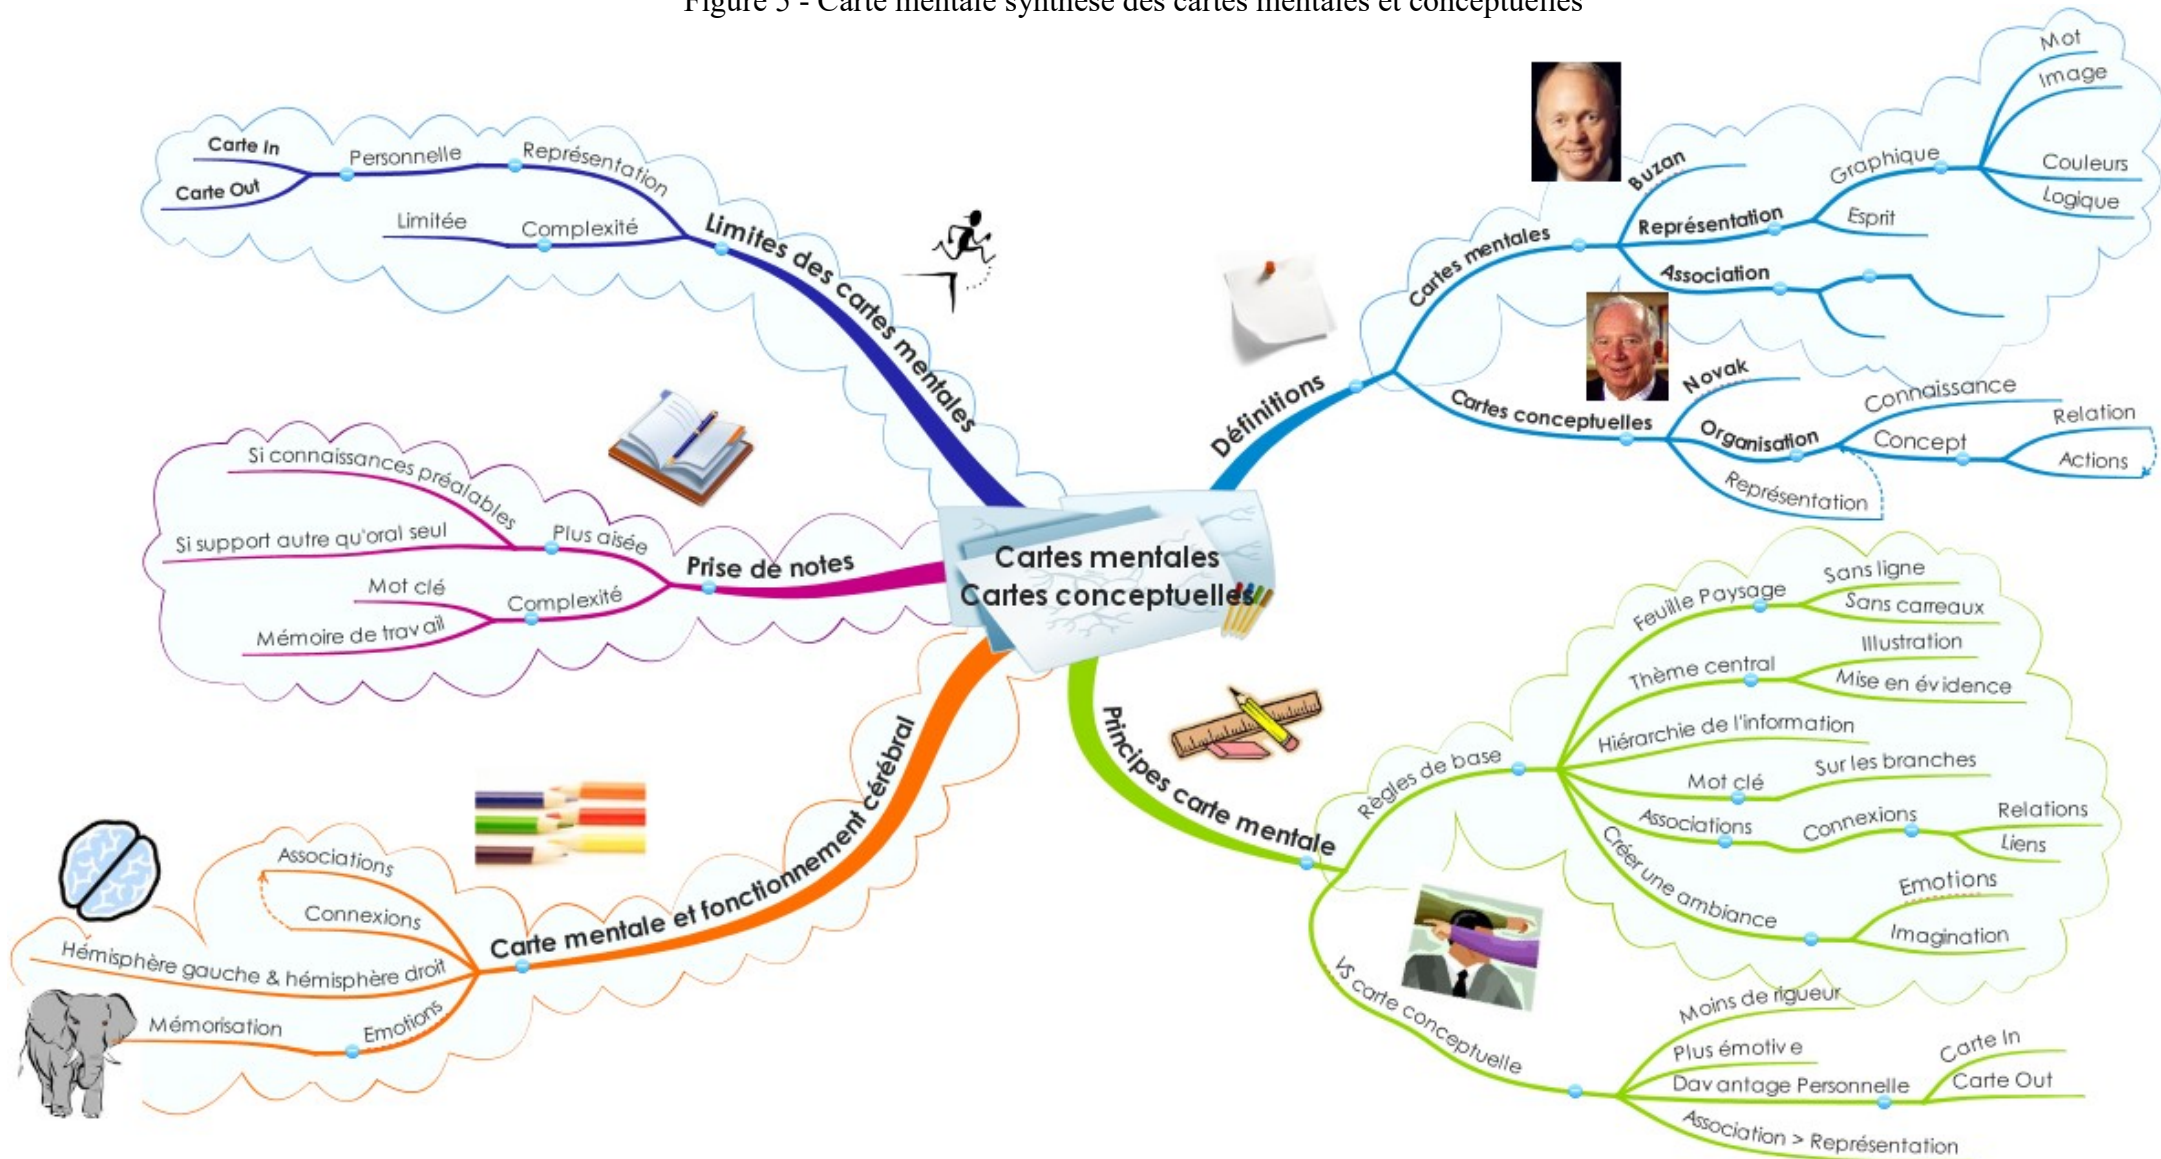 Figure 5 - Carte mentale synthèse des cartes mentales et conceptuelles
Cartes mentales
Cartes conceptuelles
Définitions
Cartes mentales
Buzan
Représentation
Graphique
Mot
Image
Couleurs
Logique
Esprit
Association
Cartes conceptuelles
Novak
Organisation
Connaissance
Concept
Relation
Actions
Représentation
Principes carte mentale
Règles de base
Feuille Paysage
Sans ligne
Sans carreaux
Thème central
Illustration
Mise en évidence
Hiérarchie de l'information
Mot clé
Sur les branches
Associations
Connexions
Relations
Liens
Créer une ambiance
Emotions
Imagination
VS carte conceptuelle
Moins de rigueur
Plus émotive
Davantage Personnelle
Carte In
Carte Out
Association > Représentation
Carte mentale et fonctionnement cérébral
Associations
Connexions
Hémisphère gauche & hémisphère droit
Emotions
Mémorisation
Prise de notes
Plus aisée
Si connaissances préalables
Si support autre qu'oral seul
Complexité
Mot clé
Mémoire de travail
Limites des cartes mentales
Représentation
Personnelle
Carte In
Carte Out
Complexité
Limitée